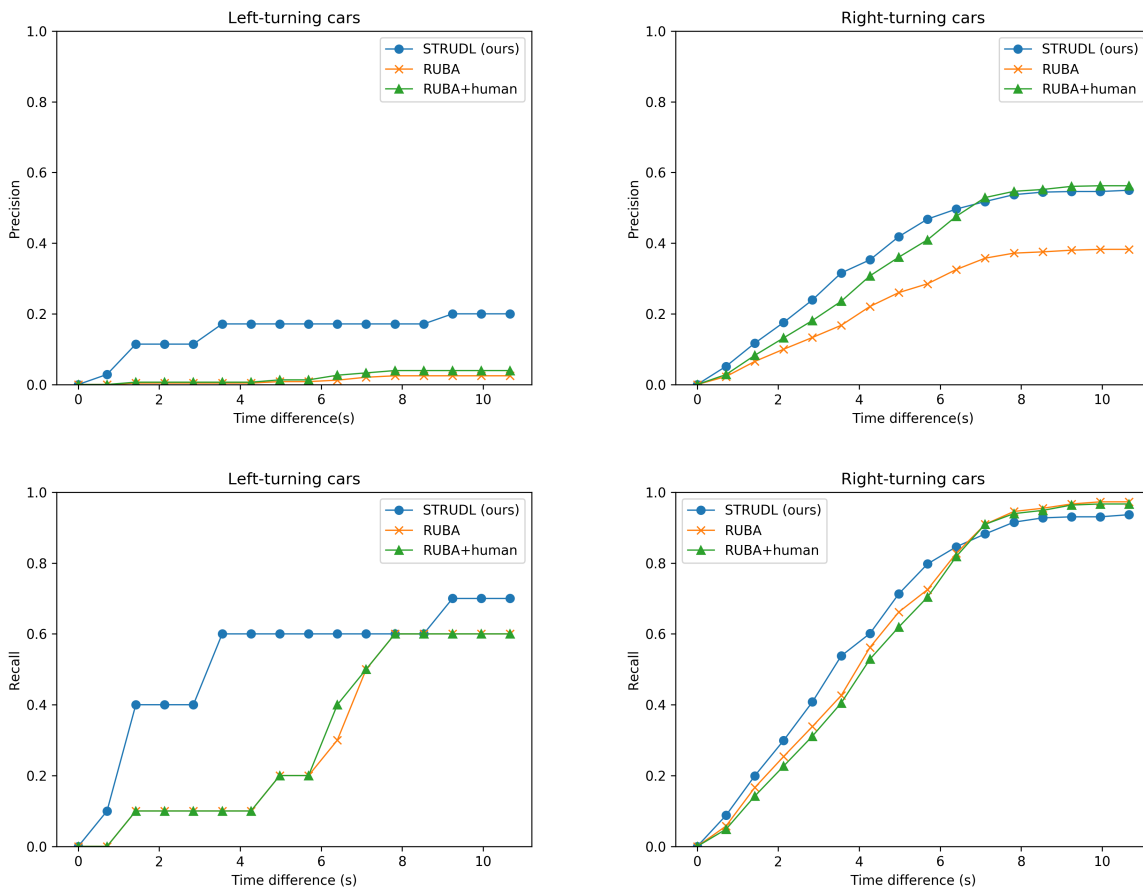 Left-turning cars
1.0
0.8
0.6
0.4
0.2
0.0
Precision
STRUDL (ours)
RUBA
RUBA+human
0 2 4 6 8 10
Time difference(s)
Right-turning cars
1.0
0.8
0.6
0.4
0.2
0.0
Precision
STRUDL (ours)
RUBA
RUBA+human
0 2 4 6 8 10
Time difference(s)
Left-turning cars
1.0
0.8
0.6
0.4
0.2
0.0
Recall
STRUDL (ours)
RUBA
RUBA+human
0 2 4 6 8 10
Time difference (s)
Right-turning cars
1.0
0.8
0.6
0.4
0.2
0.0
Recall
STRUDL (ours)
RUBA
RUBA+human
0 2 4 6 8 10
Time difference (s)